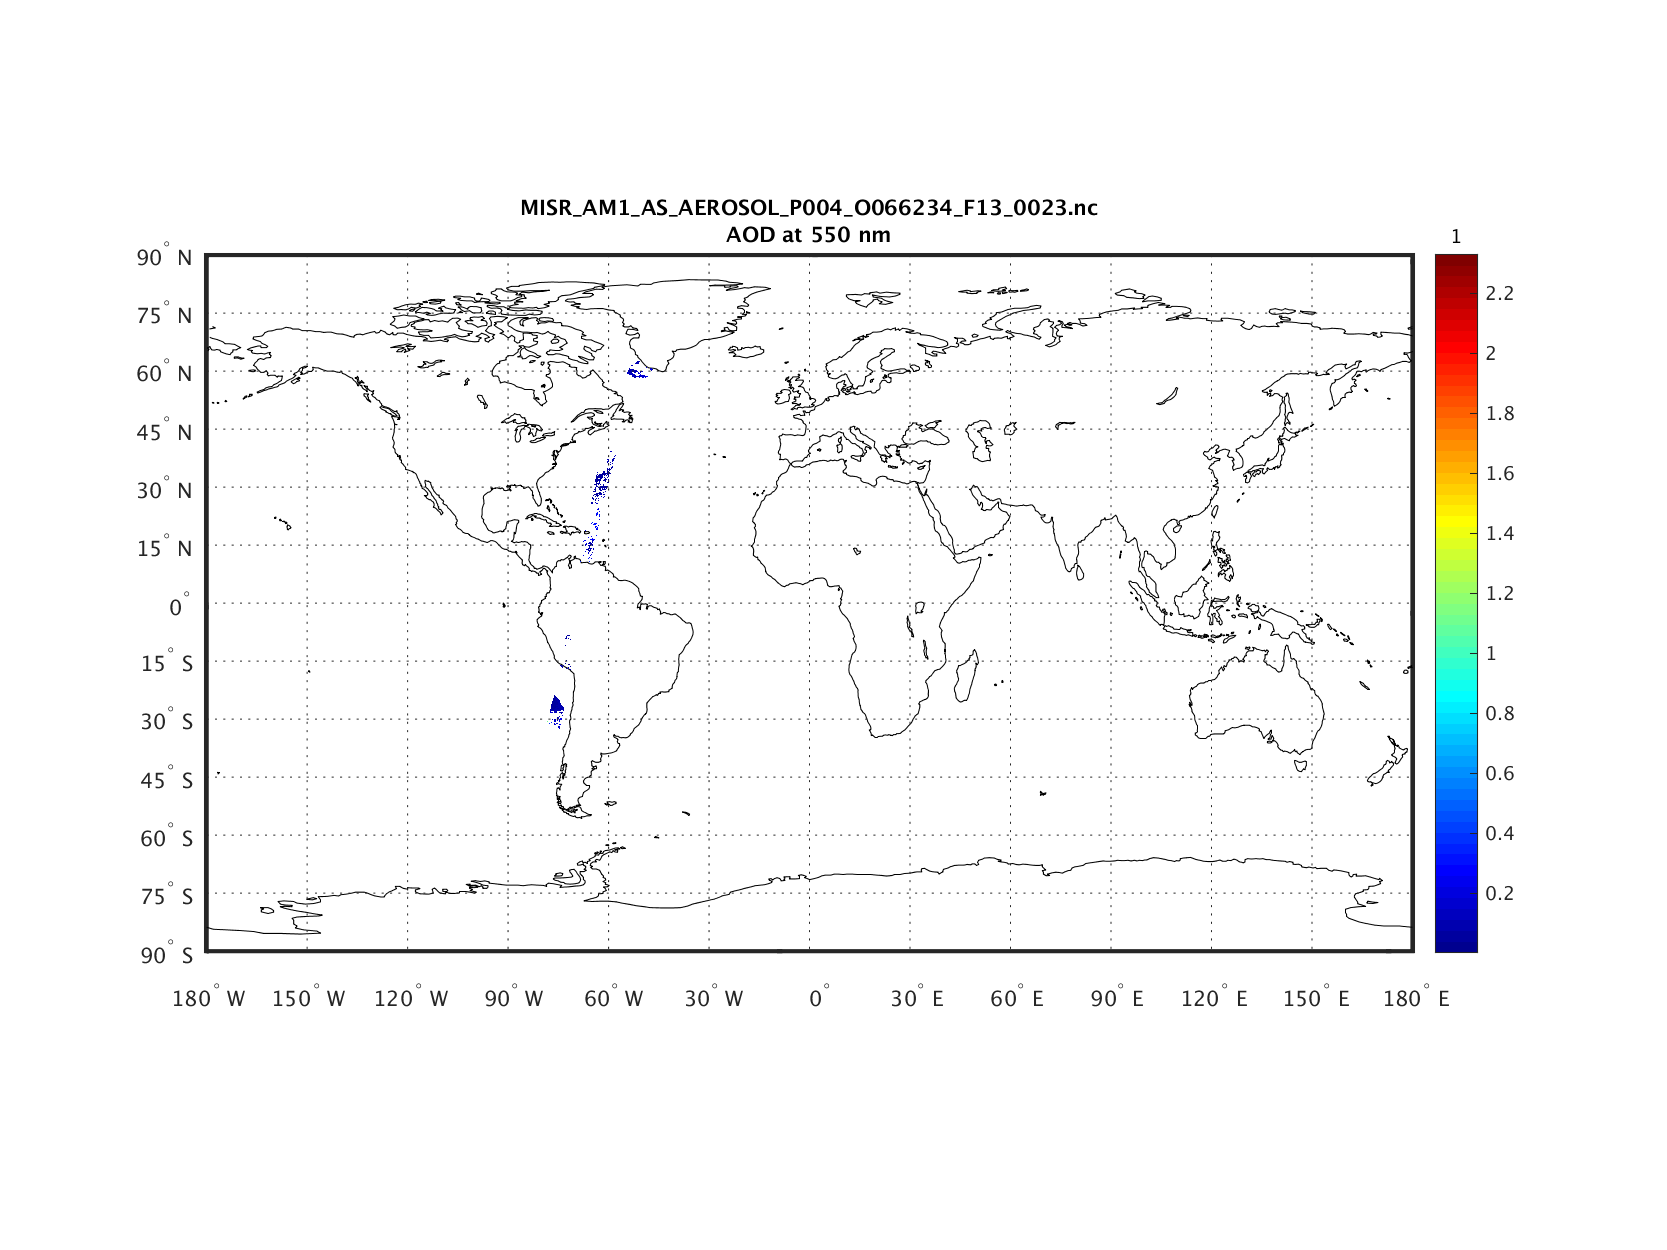 MISR_AM1_AS_AEROSOL_P004_O066234_F13_0023.nc
AOD at 550 nm
1
90° N
75° N
60° N
45° N
30° N
15° N
0°
15° S
30° S
45° S
60° S
75° S
90° S
180° W 150° W 120° W 90° W 60° W 30° W 0° 30° E 60° E 90° E 120° E 150° E 180° E
2.2
2
1.8
1.6
1.4
1.2
1
0.8
0.6
0.4
0.2